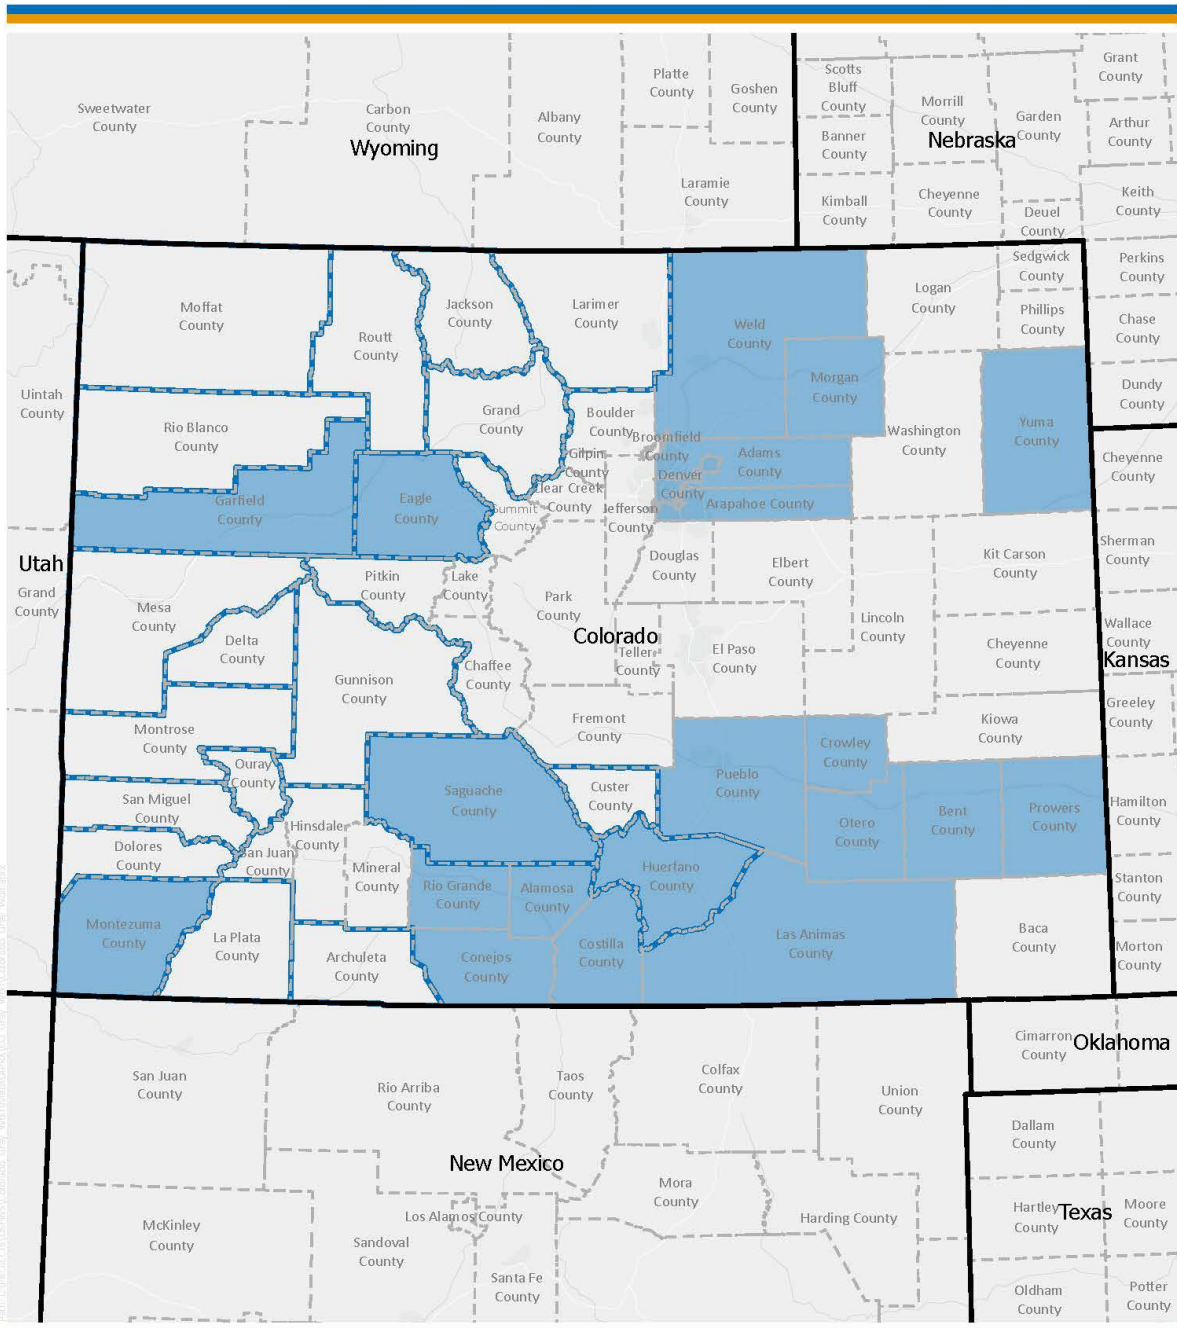 Sweetwater
County
Carbon
County
Wyoming
Albany
County
Platte
County
Goshen
County
Laramie
County
Scotts
Bluff
County
Banner
County
Kimball
County
Morrill
County
Nebraska
Cheyenne
County
Garden
County
Deuel
County
Grant
County
Arthur
County
Keith
County
Perkins
County
Chase
County
Dundy
County
Uintah
County
Utah
Grand
County
Moffat
County
Routt
County
Jackson
County
Larimer
County
Weld
County
Morgan
County
Logan
County
Sedgwick
County
Phillips
County
Yuma
County
Washington
County
Rio Blanco
County
Garfield
County
Eagle
County
Grand
County
Boulder
County
Broomfield
County
Gilpin
County
Clear Creek
County
Summit
County
Jefferson
County
Denver
County
Adams
County
Arapahoe County
Douglas
County
Elbert
County
Kit Carson
County
Mesa
County
Delta
County
Pitkin
County
Lake
County
Park
County
Colorado
Teller
County
El Paso
County
Lincoln
County
Cheyenne
County
Gunnison
County
Chaffee
County
Fremont
County
Kiowa
County
Montrose
County
Ouray
County
San Miguel
County
Dolores
County
San Juan
County
Hinsdale
County
Mineral
County
Saguache
County
Custer
County
Pueblo
County
Crowley
County
Otero
County
Bent
County
Prowers
County
Montezuma
County
La Plata
County
Archuleta
County
Rio Grande
County
Alamosa
County
Conejos
County
Costilla
County
Huerfano
County
Las Animas
County
Baca
County
Cheyenne
County
Sherman
County
Wallace
County
Kansas
Greeley
County
Hamilton
County
Stanton
County
Morton
County
San Juan
County
Rio Arriba
County
Taos
County
Colfax
County
Union
County
New Mexico
McKinley
County
Los Alamos County
Sandoval
County
Santa Fe
County
Mora
County
Harding County
Cimarron
County
Oklahoma
Dallam
County
Hartley
County
Texas
Moore
County
Oldham
County
Potter
County